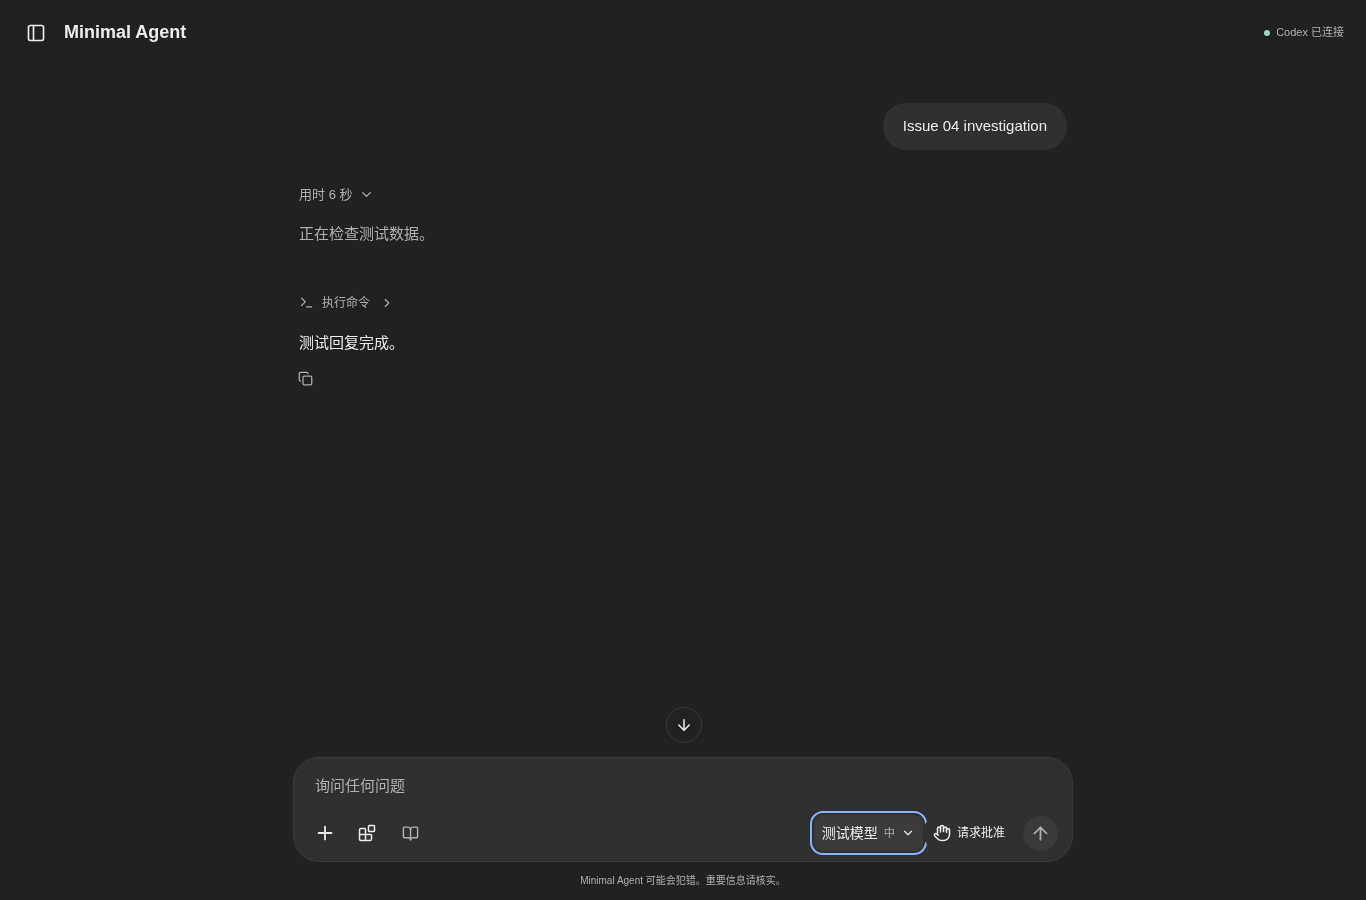 Minimal Agent
Codex 已连接
Issue 04 investigation
用时 6 秒
正在检查测试数据。
执行命令
测试回复完成。
询问任何问题
测试模型 中
请求批准
Minimal Agent 可能会犯错。重要信息请核实。